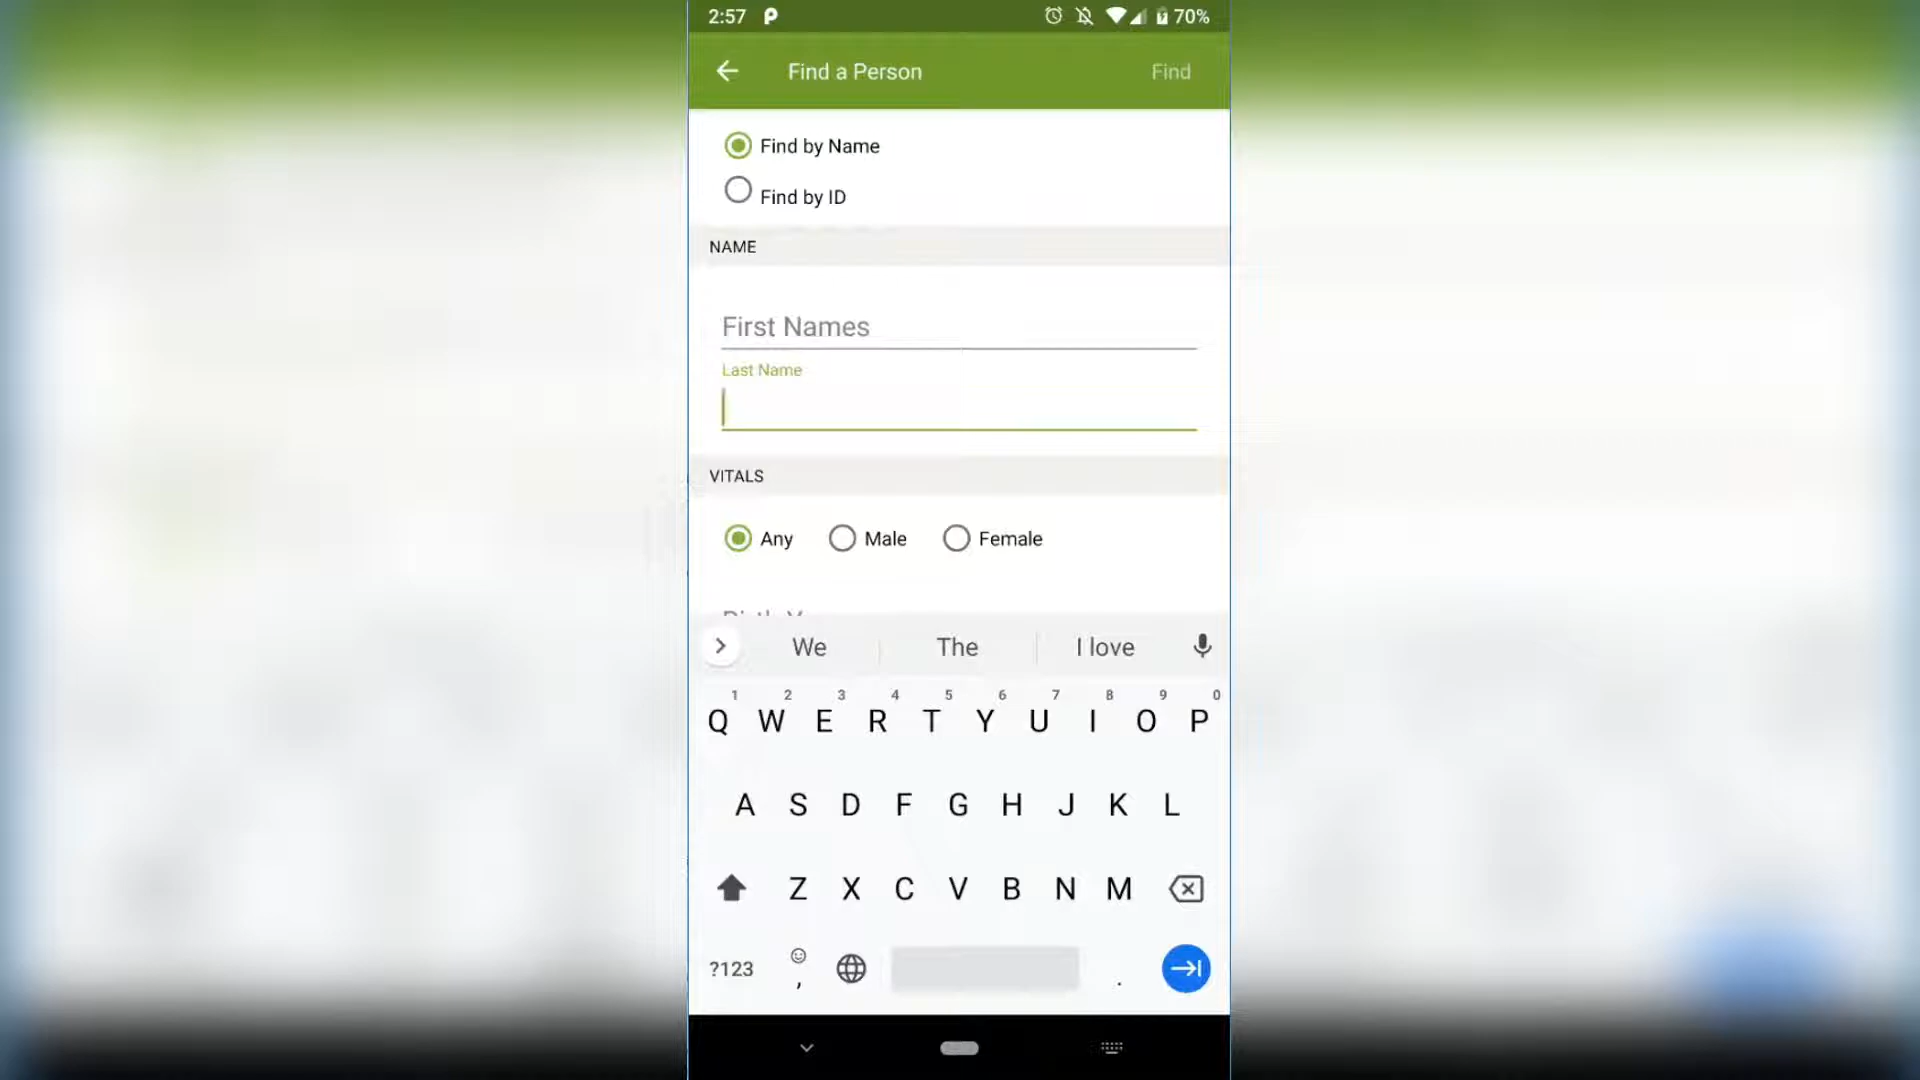 2:57 P 70%
Find a Person Find
Find by Name
Find by ID
NAME
First Names
Last Name
VITALS
Any Male Female
We The I love
1 2 3 4 5 6 7 8 9 0
Q W E R T Y U I O P
A S D F G H J K L
Z X C V B N M
?123 , .